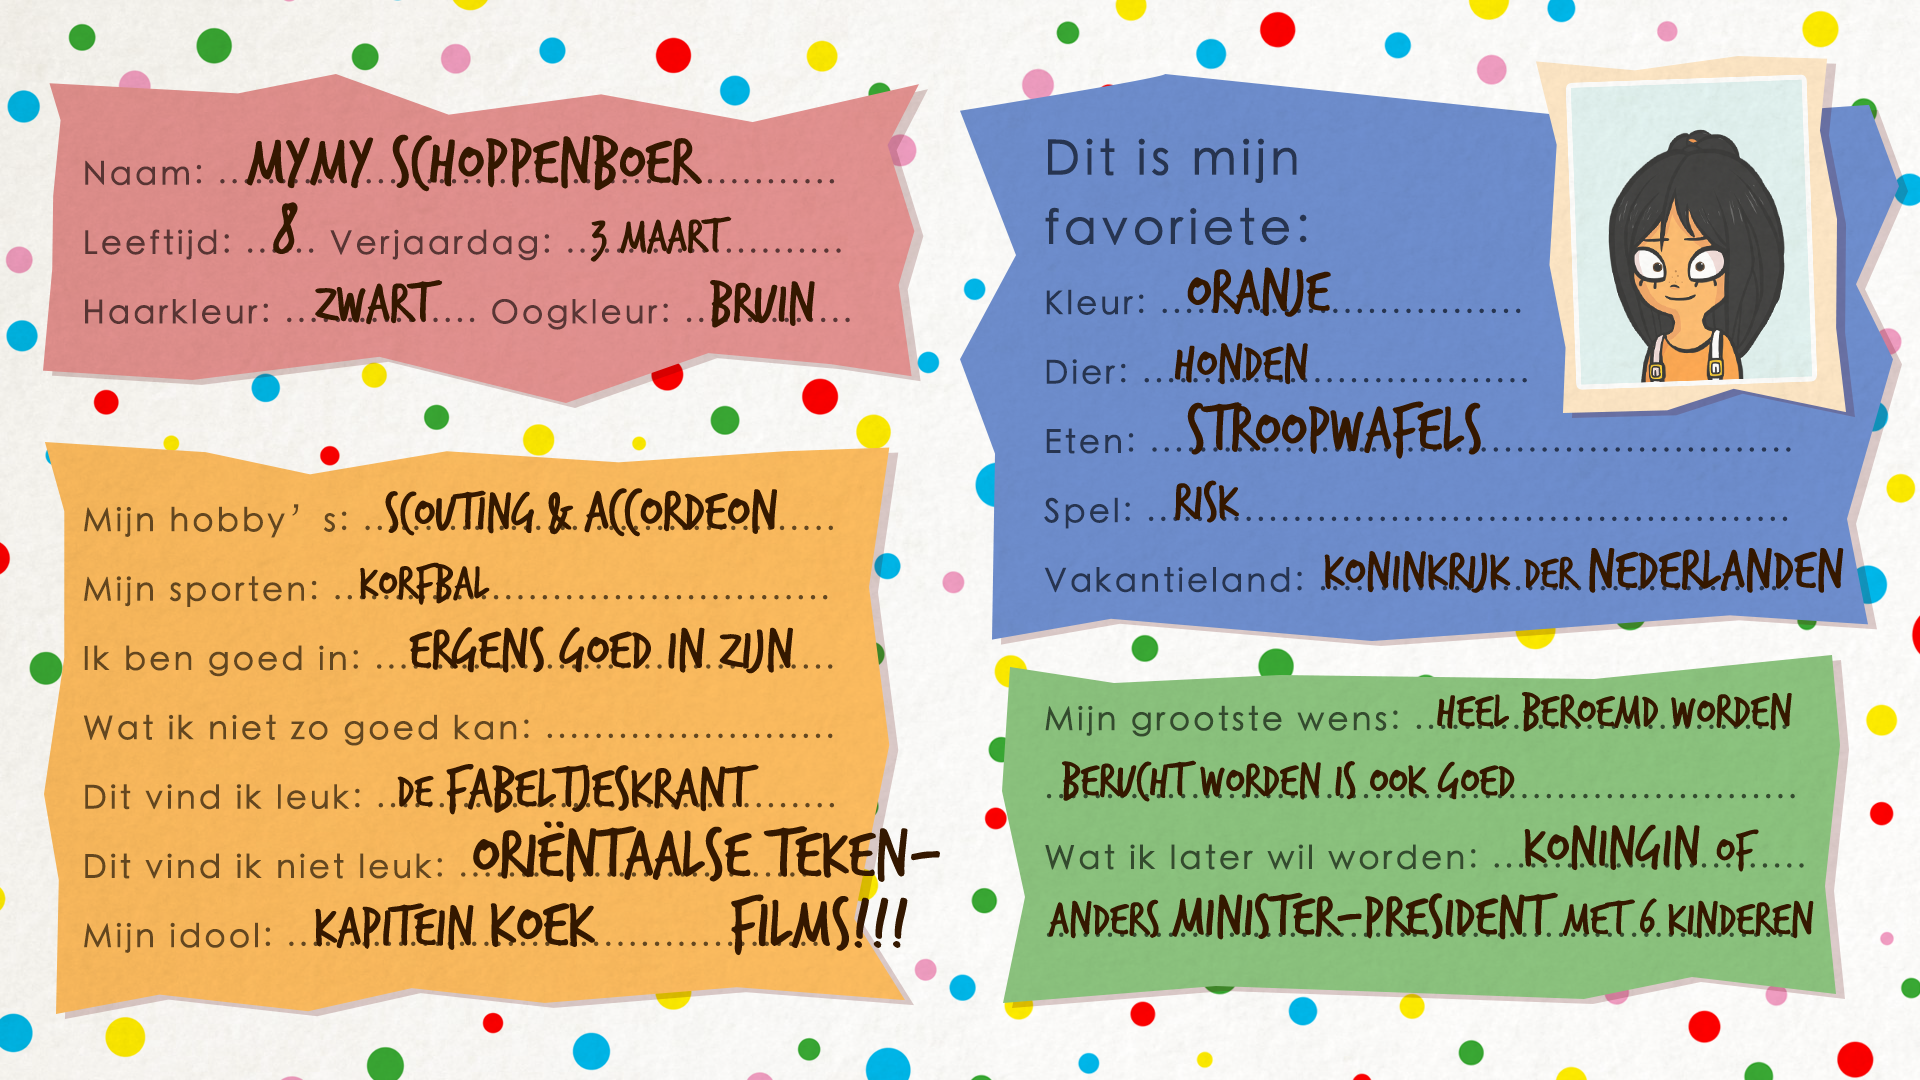 Naam: MYMY SCHOPPENBOER
Leeftijd: 8 Verjaardag: 3 MAART
Haarkleur: ZWART Oogkleur: BRUIN
Mijn hobby’ s: SCOUTING & ACCORDEON
Mijn sporten: KORFBAL
Ik ben goed in: ERGENS GOED IN ZIJN
Wat ik niet zo goed kan:
Dit vind ik leuk: DE FABELTJESKRANT
Dit vind ik niet leuk: ORIËNTAALSE TEKEN-
Mijn idool: KAPITEIN KOEK FILMS!!!
Dit is mijn
favoriete:
Kleur: ORANJE
Dier: HONDEN
Eten: STROOPWAFELS
Spel: RISK
Vakantieland: KONINKRIJK DER NEDERLANDEN
Mijn grootste wens: HEEL BEROEMD WORDEN
BERUCHT WORDEN IS OOK GOED
Wat ik later wil worden: KONINGIN OF
ANDERS MINISTER-PRESIDENT MET 6 KINDEREN